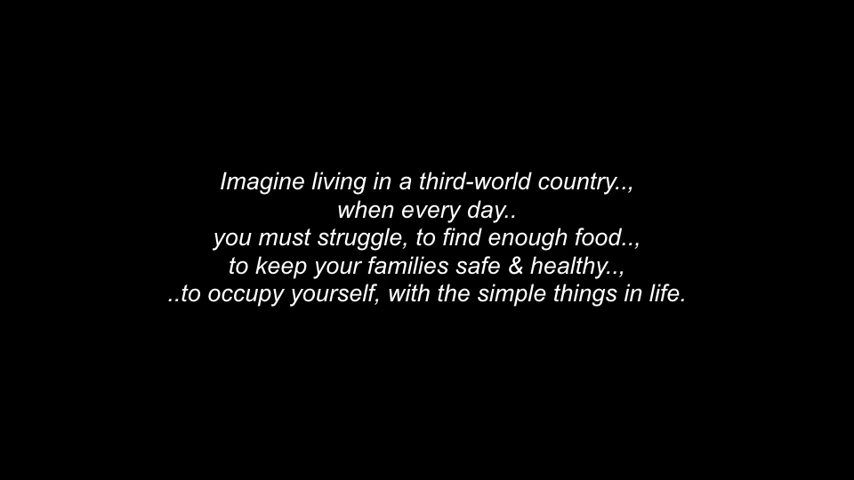 Imagine living in a third-world country..,
when every day..
you must struggle, to find enough food..,
to keep your families safe & healthy..,
..to occupy yourself, with the simple things in life.